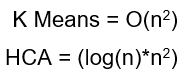 K Means = O(n²)
HCA = (log(n)*n²)